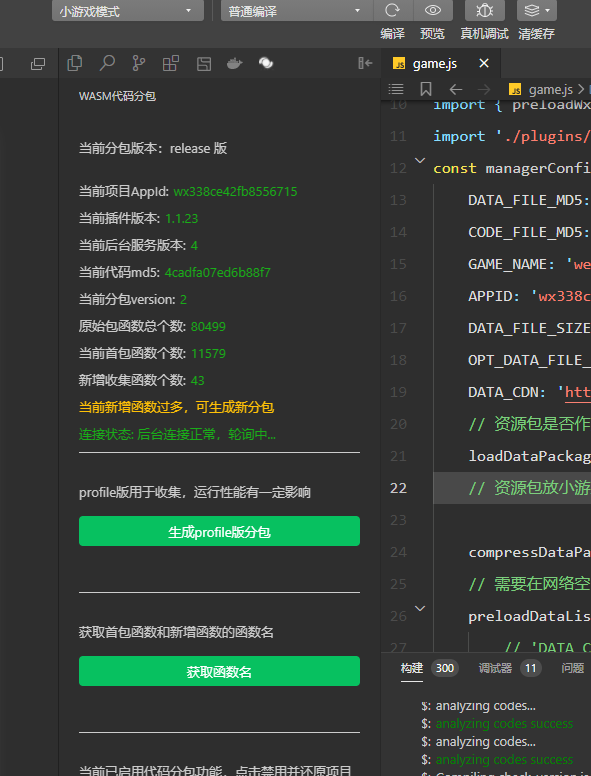 小游戏模式
普通编译
编译 预览 真机调试 清缓存
WASM代码分包
当前分包版本：release 版
当前项目AppId: wx338ce42fb8556715
当前插件版本: 1.1.23
当前后台服务版本: 4
当前代码md5: 4cadfa07ed6b88f7
当前分包version: 2
原始包函数总个数: 80499
当前首包函数个数: 11579
新增收集函数个数: 43
当前新增函数过多，可生成新分包
连接状态: 后台连接正常，轮询中...
profile版用于收集，运行性能有一定影响
生成profile版分包
获取首包函数和新增函数的函数名
获取函数名
当前已启用代码分包功能，点击禁用并还原项目
JS game.js
JS game.js >
10 import { preloadWx
11 import './plugins/
12 const managerConfi
13 DATA_FILE_MD5:
14 CODE_FILE_MD5:
15 GAME_NAME: 'we
16 APPID: 'wx338c
17 DATA_FILE_SIZE
18 OPT_DATA_FILE_
19 DATA_CDN: 'htt
20 // 资源包是否作
21 loadDataPackag
22 // 资源包放小游
23
24 compressDataPa
25 // 需要在网络空
26 preloadDataLis
27 // 'DATA_C
构建 300 调试器 11 问题
$: analyzing codes...
$: analyzing codes success
$: analyzing codes...
$: analyzing codes success
$: Compiling check version is